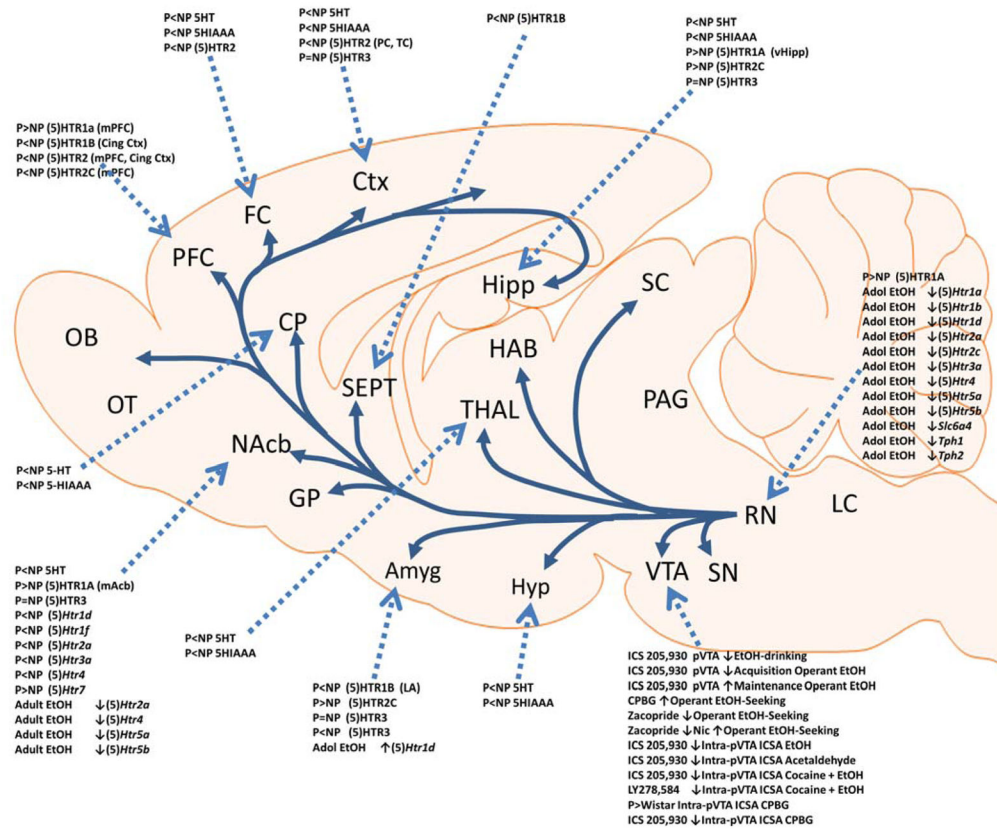 P<NP 5HT
P<NP 5HIAAA
P<NP (5)HTR2
P<NP 5HT
P<NP 5HIAAA
P<NP (5)HTR2 (PC, TC)
P=NP (5)HTR3
P<NP (5)HTR1B
P<NP 5HT
P<NP 5HIAAA
P>NP (5)HTR1A (vHipp)
P>NP (5)HTR2C
P=NP (5)HTR3
P>NP (5)HTR1a (mPFC)
P<NP (5)HTR1B (Cing Ctx)
P<NP (5)HTR2 (mPFC, Cing Ctx)
P<NP (5)HTR2C (mPFC)
Ctx
FC
PFC
Hipp
SC
CP
OB
HAB
SEPT
OT
THAL
PAG
NAcb
GP
RN
LC
Amyg
Hyp
VTA
SN
P>NP (5)HTR1A
Adol EtOH ↓(5)Htr1a
Adol EtOH ↓(5)Htr1b
Adol EtOH ↓(5)Htr1d
Adol EtOH ↓(5)Htr2a
Adol EtOH ↓(5)Htr2c
Adol EtOH ↓(5)Htr3a
Adol EtOH ↓(5)Htr4
Adol EtOH ↓(5)Htr5a
Adol EtOH ↓(5)Htr5b
Adol EtOH ↓Slc6a4
Adol EtOH ↓Tph1
Adol EtOH ↓Tph2
P<NP 5-HT
P<NP 5-HIAAA
P<NP 5HT
P>NP (5)HTR1A (mAcb)
P=NP (5)HTR3
P<NP (5)Htr1d
P<NP (5)Htr1f
P<NP (5)Htr2a
P<NP (5)Htr3a
P<NP (5)Htr4
P>NP (5)Htr7
Adult EtOH ↓(5)Htr2a
Adult EtOH ↓(5)Htr4
Adult EtOH ↓(5)Htr5a
Adult EtOH ↓(5)Htr5b
P<NP 5HT
P<NP 5HIAAA
P<NP (5)HTR1B (LA)
P>NP (5)HTR2C
P=NP (5)HTR3
P<NP (5)HTR3
Adol EtOH ↑(5)Htr1d
P<NP 5HT
P<NP 5HIAAA
ICS 205,930 pVTA ↓EtOH-drinking
ICS 205,930 pVTA ↓Acquisition Operant EtOH
ICS 205,930 pVTA ↑Maintenance Operant EtOH
CPBG ↑Operant EtOH-Seeking
Zacopride ↓Operant EtOH-Seeking
Zacopride ↓Nic ↑Operant EtOH-Seeking
ICS 205,930 ↓Intra-pVTA ICSA EtOH
ICS 205,930 ↓Intra-pVTA ICSA Acetaldehyde
ICS 205,930 ↓Intra-pVTA ICSA Cocaine + EtOH
LY278,584 ↓Intra-pVTA ICSA Cocaine + EtOH
P>Wistar Intra-pVTA ICSA CPBG
ICS 205,930 ↓Intra-pVTA ICSA CPBG